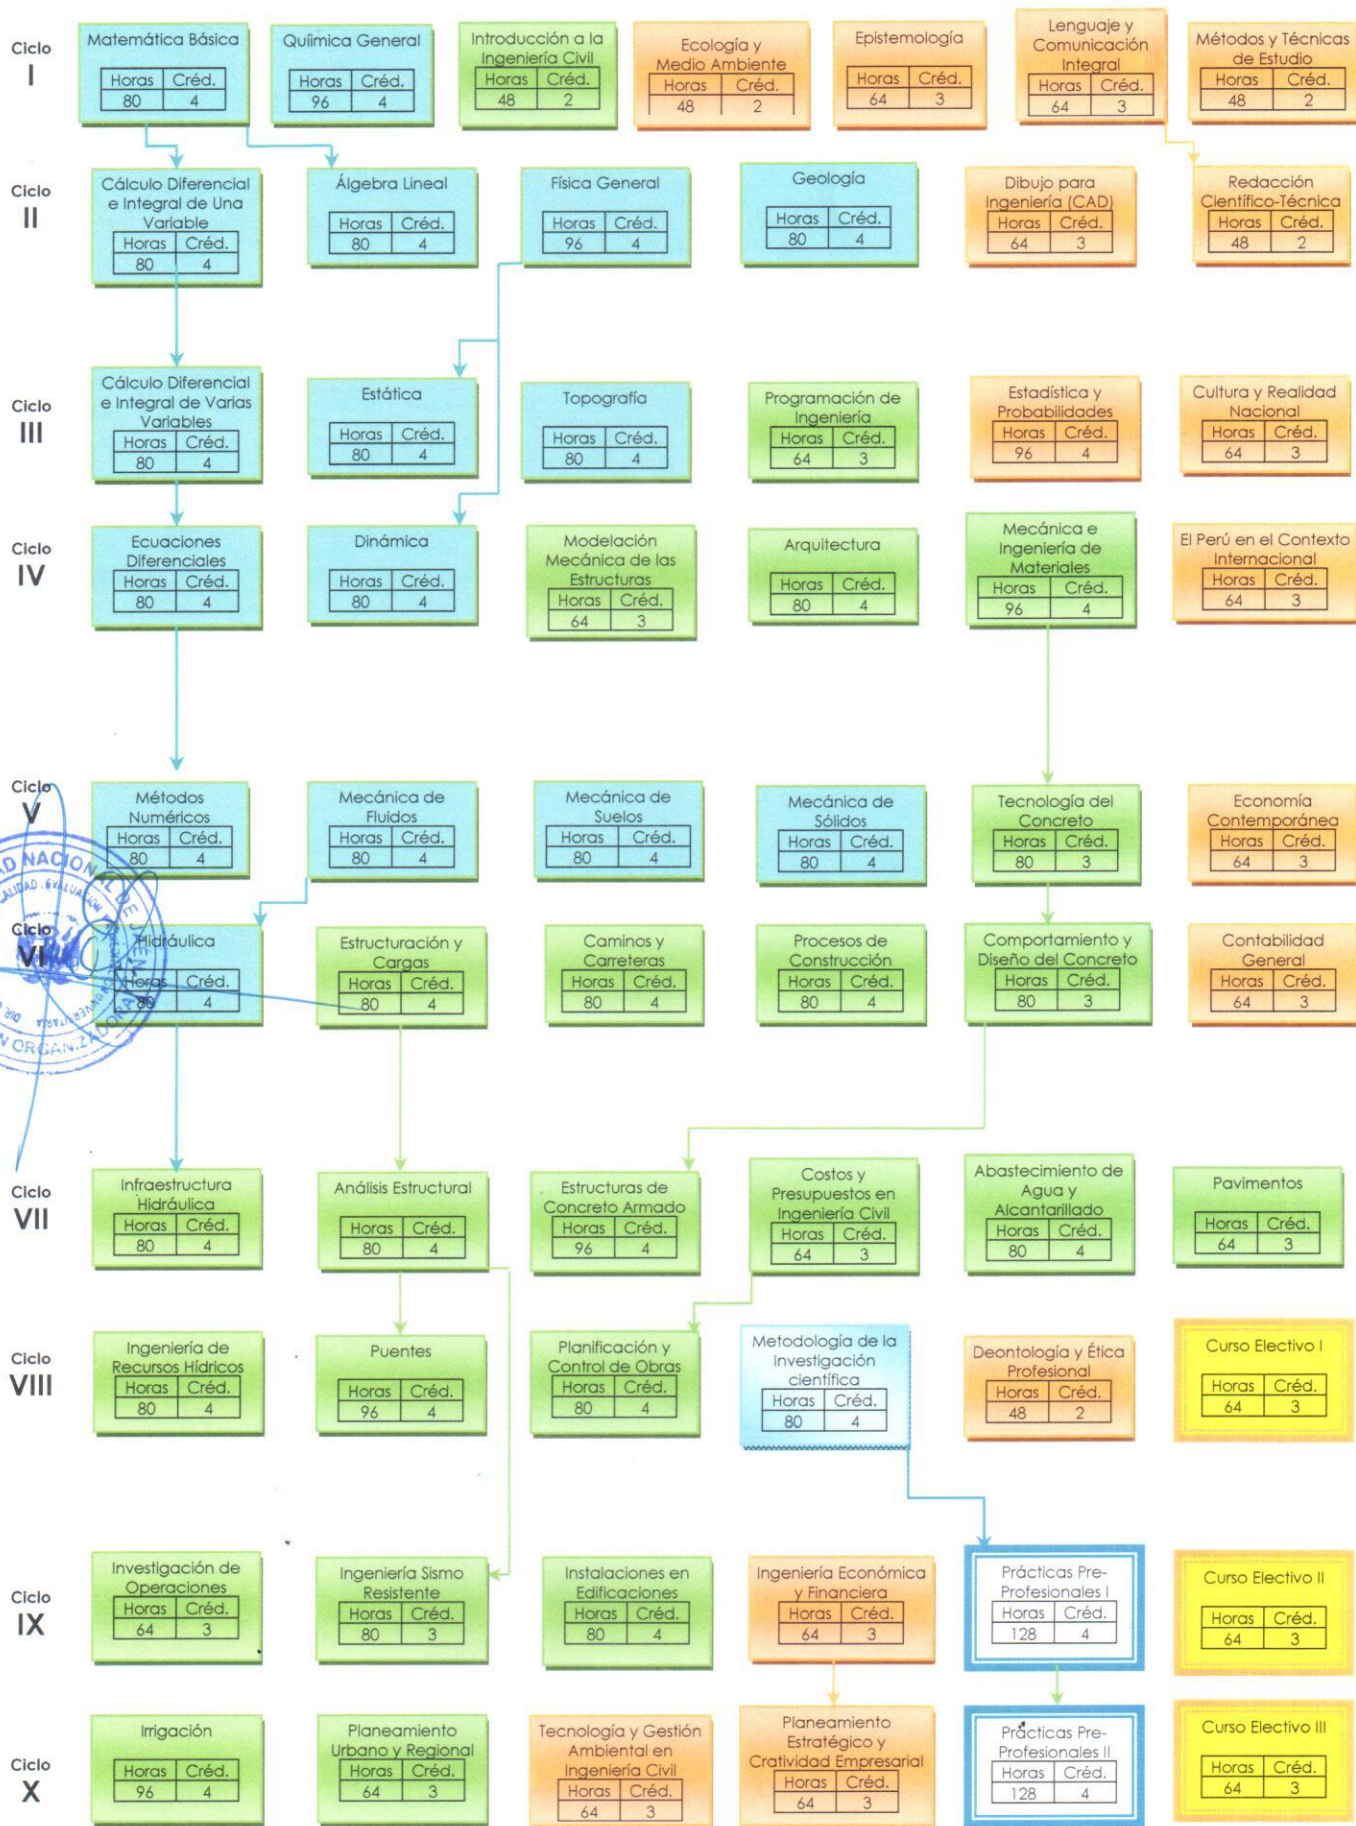 Ciclo
I
Matemática Básica
Horas Créd.
80 4
Quíimica General
Horas Créd.
96 4
Introducción a la
Ingeniería Civil
Horas Créd.
48 2
Ecología y
Medio Ambiente
Horas Créd.
48 2
Epistemología
Horas Créd.
64 3
Lenguaje y
Comunicación
Integral
Horas Créd.
64 3
Métodos y Técnicas
de Estudio
Horas Créd.
48 2
Ciclo
II
Cálculo Diferencial
e Integral de Una
Variable
Horas Créd.
80 4
Álgebra Lineal
Horas Créd.
80 4
Física General
Horas Créd.
96 4
Geología
Horas Créd.
80 4
Dibujo para
Ingeniería (CAD)
Horas Créd.
64 3
Redacción
Científico-Técnica
Horas Créd.
48 2
Ciclo
III
Cálculo Diferencial
e Integral de Varias
Variables
Horas Créd.
80 4
Estática
Horas Créd.
80 4
Topografía
Horas Créd.
80 4
Programación de
Ingeniería
Horas Créd.
64 3
Estadística y
Probabilidades
Horas Créd.
96 4
Cultura y Realidad
Nacional
Horas Créd.
64 3
Ciclo
IV
Ecuaciones
Diferenciales
Horas Créd.
80 4
Dinámica
Horas Créd.
80 4
Modelación
Mecánica de las
Estructuras
Horas Créd.
64 3
Arquitectura
Horas Créd.
80 4
Mecánica e
Ingeniería de
Materiales
Horas Créd.
96 4
El Perú en el Contexto
Internacional
Horas Créd.
64 3
Ciclo
V
Métodos
Numéricos
Horas Créd.
80 4
Mecánica de
Fluidos
Horas Créd.
80 4
Mecánica de
Suelos
Horas Créd.
80 4
Mecánica de
Sólidos
Horas Créd.
80 4
Tecnología del
Concreto
Horas Créd.
80 3
Economía
Contemporánea
Horas Créd.
64 3
Ciclo
VI
Hidráulica
Horas Créd.
80 4
Estructuración y
Cargas
Horas Créd.
80 4
Caminos y
Carreteras
Horas Créd.
80 4
Procesos de
Construcción
Horas Créd.
80 4
Comportamiento y
Diseño del Concreto
Horas Créd.
80 3
Contabilidad
General
Horas Créd.
64 3
Ciclo
VII
Infraestructura
Hidráulica
Horas Créd.
80 4
Análisis Estructural
Horas Créd.
80 4
Estructuras de
Concreto Armado
Horas Créd.
96 4
Costos y
Presupuestos en
Ingeniería Civil
Horas Créd.
64 3
Abastecimiento de
Agua y
Alcantarillado
Horas Créd.
80 4
Pavimentos
Horas Créd.
64 3
Ciclo
VIII
Ingeniería de
Recursos Hídricos
Horas Créd.
80 4
Puentes
Horas Créd.
96 4
Planificación y
Control de Obras
Horas Créd.
80 4
Metodología de la
Investigación
científica
Horas Créd.
80 4
Deontología y Ética
Profesional
Horas Créd.
48 2
Curso Electivo I
Horas Créd.
64 3
Ciclo
IX
Investigación de
Operaciones
Horas Créd.
64 3
Ingeniería Sismo
Resistente
Horas Créd.
80 3
Instalaciones en
Edificaciones
Horas Créd.
80 4
Ingeniería Económica
y Financiera
Horas Créd.
64 3
Prácticas Pre-
Profesionales I
Horas Créd.
128 4
Curso Electivo II
Horas Créd.
64 3
Ciclo
X
Irrigación
Horas Créd.
96 4
Planeamiento
Urbano y Regional
Horas Créd.
64 3
Tecnología y Gestión
Ambiental en
Ingeniería Civil
Horas Créd.
64 3
Planeamiento
Estratégico y
Cratividad Empresarial
Horas Créd.
64 3
Prácticas Pre-
Profesionales II
Horas Créd.
128 4
Curso Electivo III
Horas Créd.
64 3
AD NACIONAL DE JAEN
CALIDAD, EVALUACION
UNIVERSITARIA
N ORGANIZADORA